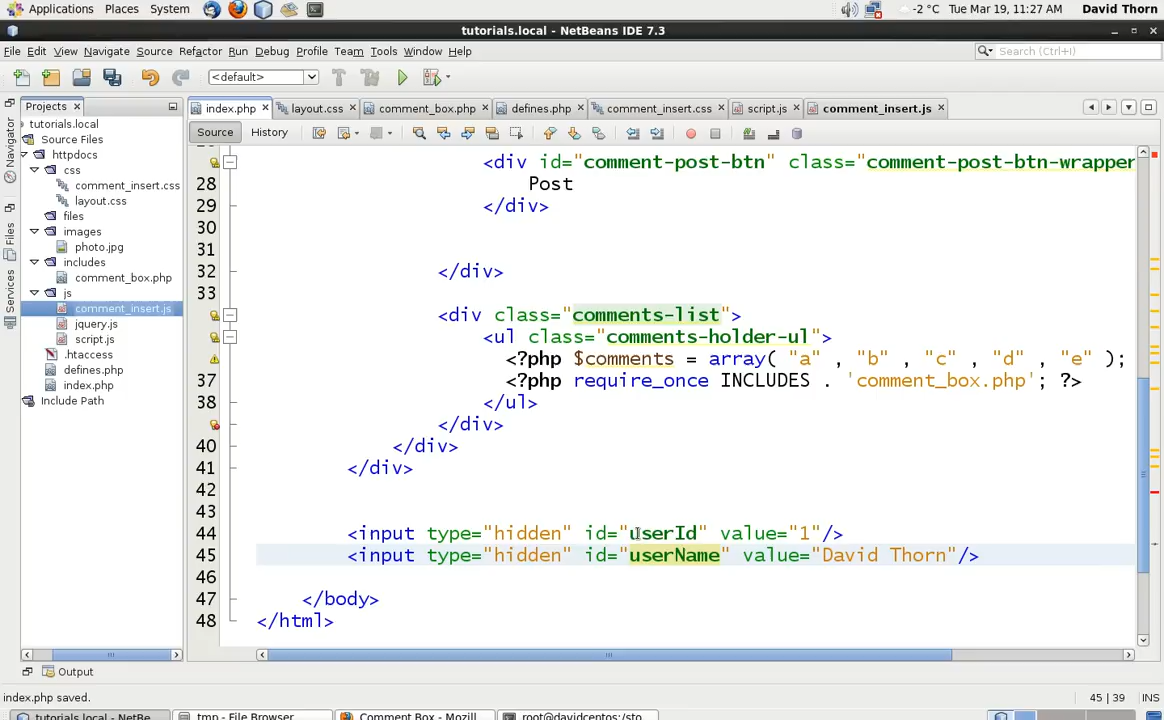 Applications Places System -2 °C Tue Mar 19, 11:27 AM David Thorn
tutorials.local - NetBeans IDE 7.3
File Edit View Navigate Source Refactor Run Debug Profile Team Tools Window Help Search (Ctrl+I)
<default>
Projects index.php layout.css comment_box.php defines.php comment_insert.css script.js comment_insert.js
Source History
Navigator
Files
Services
tutorials.local
Source Files
httpdocs
css
comment_insert.css
layout.css
files
images
photo.jpg
includes
comment_box.php
js
comment_insert.js
jquery.js
script.js
.htaccess
defines.php
index.php
Include Path
<div id="comment-post-btn" class="comment-post-btn-wrapper
28 Post
29 </div>
30
31
32 </div>
33
<div class="comments-list">
<ul class="comments-holder-ul">
<?php $comments = array( "a" , "b" , "c" , "d" , "e" );
37 <?php require_once INCLUDES . 'comment_box.php'; ?>
38 </ul>
</div>
40 </div>
41 </div>
42
43
44 <input type="hidden" id="userId" value="1"/>
45 <input type="hidden" id="userName" value="David Thorn"/>
46
47 </body>
48 </html>
Output
index.php saved. 45 | 39 INS
tutorials.local - NetBe... tmp - File Browser Comment Box - Mozill... root@davidcentos:/sto...